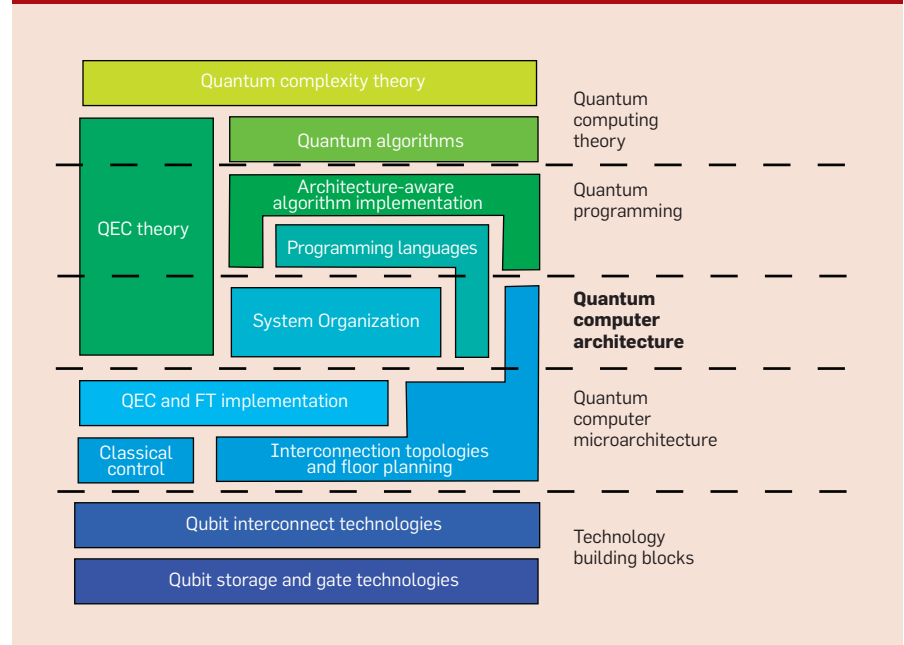 Quantum complexity theory
Quantum algorithms
Quantum
computing
theory
QEC theory
Architecture-aware
algorithm implementation
Programming languages
Quantum
programming
System Organization
Quantum
computer
architecture
QEC and FT implementation
Classical
control
Interconnection topologies
and floor planning
Quantum
computer
microarchitecture
Qubit interconnect technologies
Qubit storage and gate technologies
Technology
building blocks